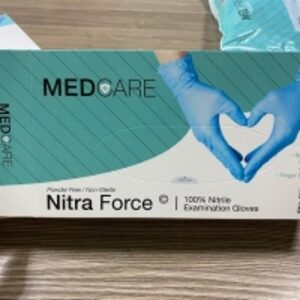 MEDCARE
MEDCARE
Powder Free / Non-Sterile
Nitra Force ©
100% Nitrile
Examination Gloves